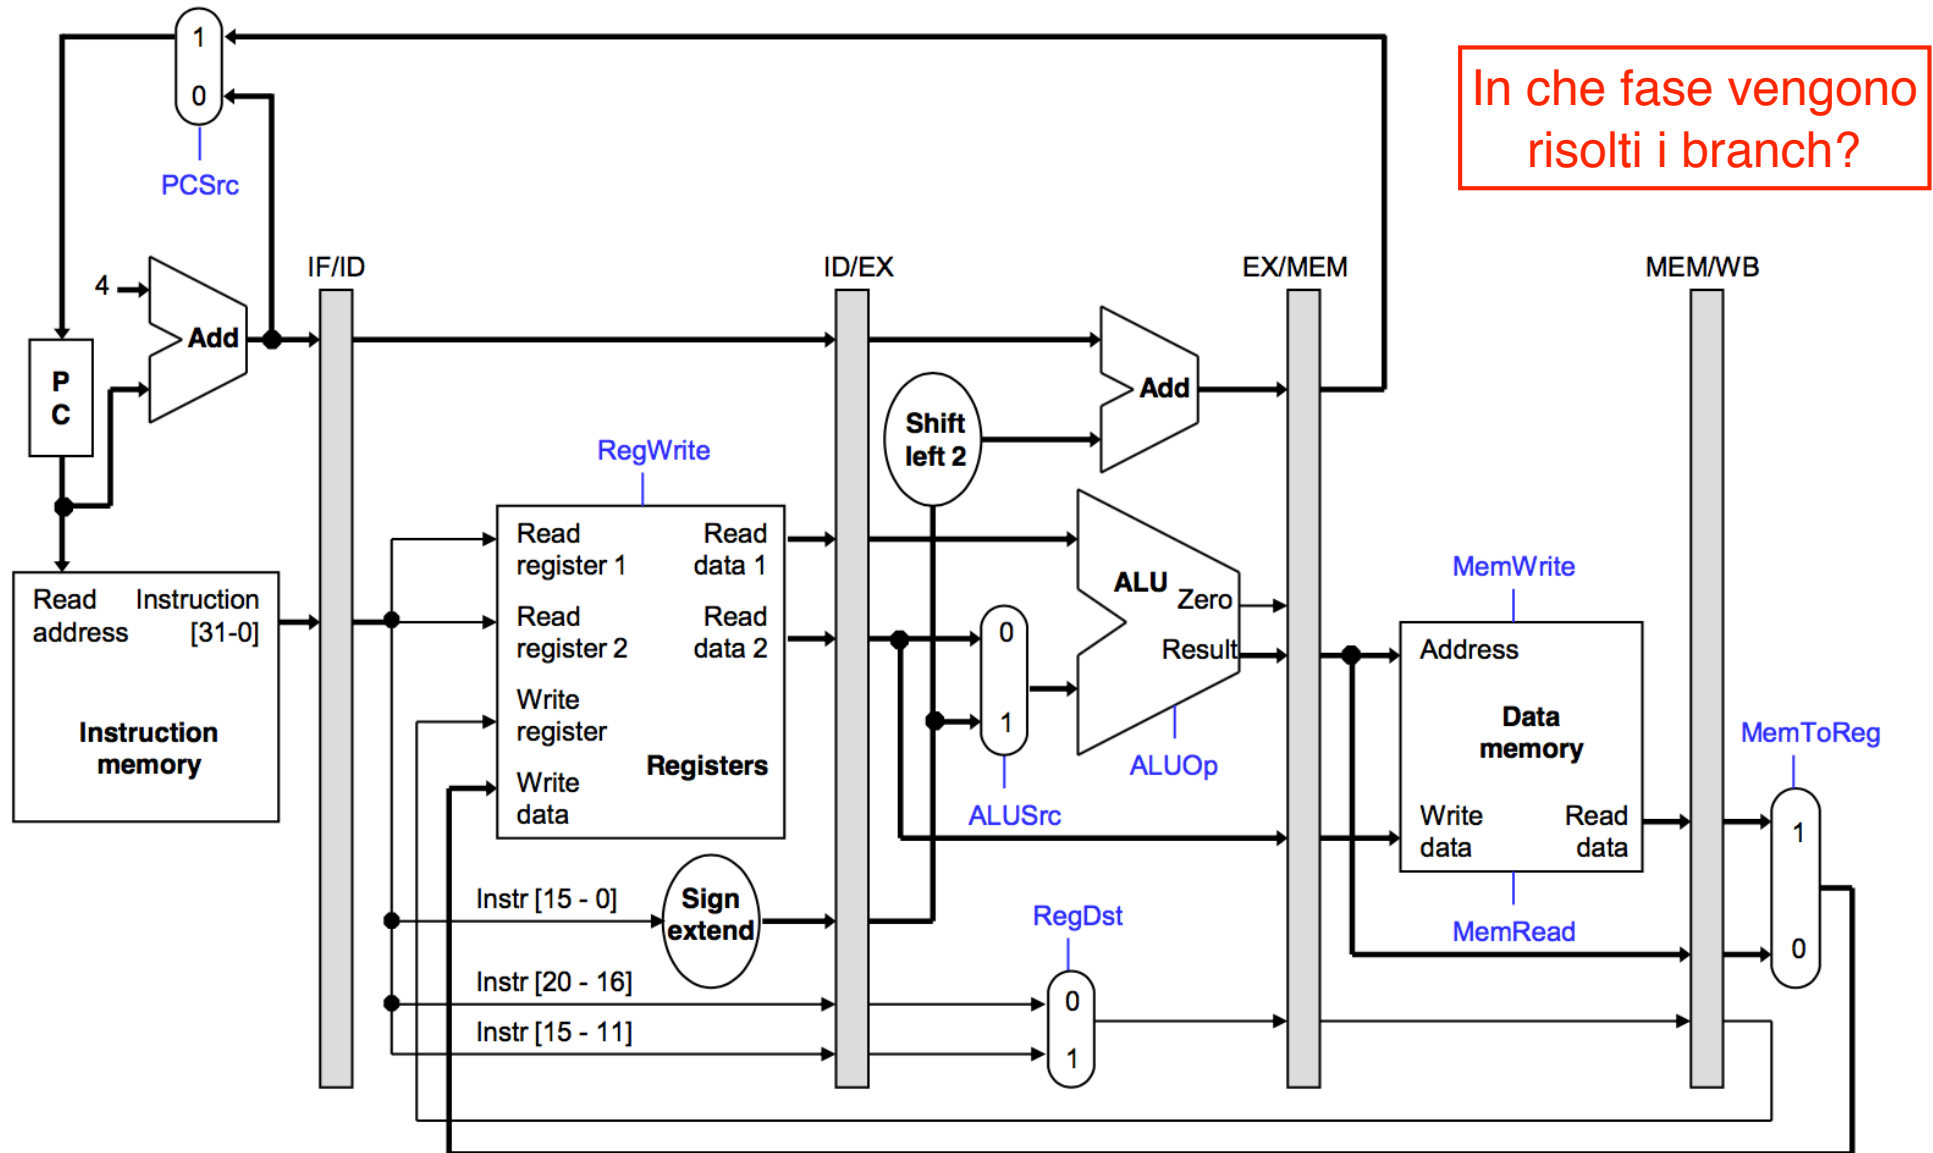 1
In che fase vengono
risolti i branch?
0
PCSrc
IF/ID
ID/EX
EX/MEM
MEM/WB
4
Add
P
C
Add
Shift
left 2
RegWrite
Read
register 1
Read
data 1
Read
register 2
Read
data 2
Write
register
Write
data
Registers
Read
address
Instruction
[31-0]
Instruction
memory
0
1
ALUSrc
ALU
Zero
Result
ALUOp
MemWrite
Address
Data
memory
Write
data
Read
data
MemRead
MemToReg
1
0
Instr [15 - 0]
Sign
extend
RegDst
Instr [20 - 16]
0
Instr [15 - 11]
1